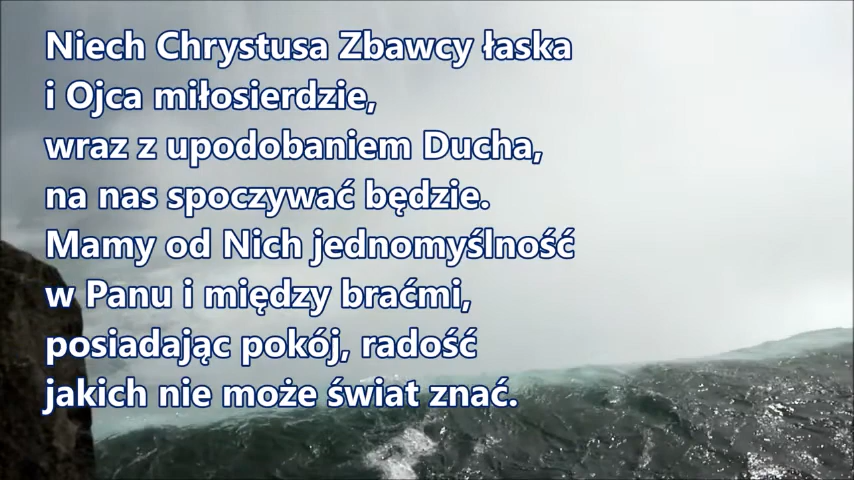 Niech Chrystusa Zbawcy łaska
i Ojca miłosierdzie,
wraz z upodobaniem Ducha,
na nas spoczywać będzie.
Mamy od Nich jednomyślność
w Panu i między braćmi,
posiadając pokój, radość
jakich nie może świat znać.